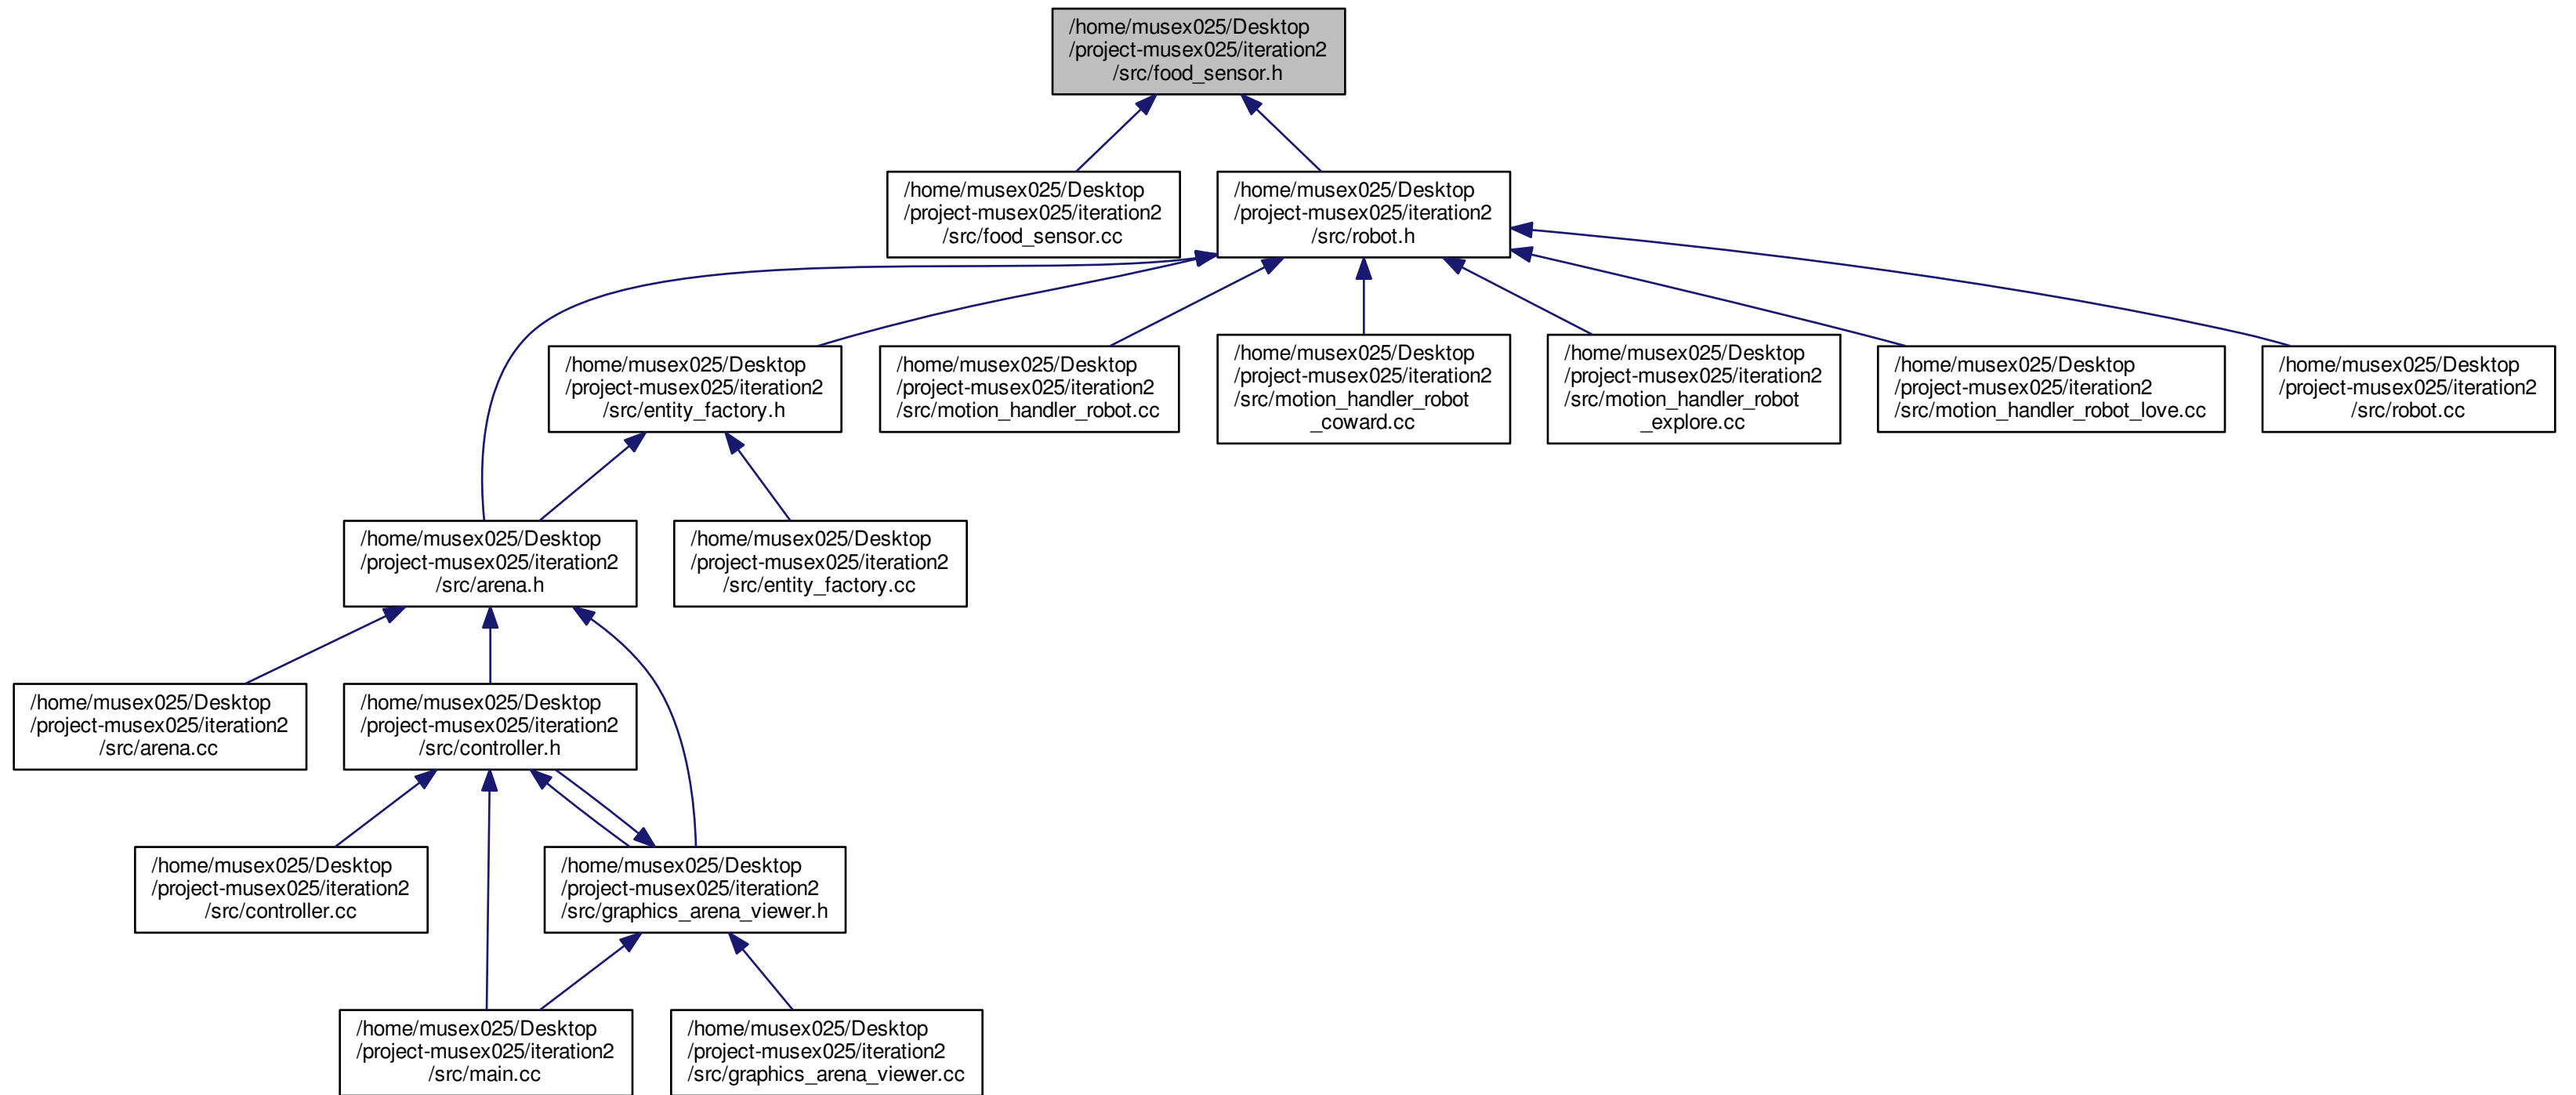 /home/musex025/Desktop
/project-musex025/iteration2
/src/food_sensor.h
/home/musex025/Desktop
/project-musex025/iteration2
/src/food_sensor.cc
/home/musex025/Desktop
/project-musex025/iteration2
/src/robot.h
/home/musex025/Desktop
/project-musex025/iteration2
/src/entity_factory.h
/home/musex025/Desktop
/project-musex025/iteration2
/src/motion_handler_robot.cc
/home/musex025/Desktop
/project-musex025/iteration2
/src/motion_handler_robot
_coward.cc
/home/musex025/Desktop
/project-musex025/iteration2
/src/motion_handler_robot
_explore.cc
/home/musex025/Desktop
/project-musex025/iteration2
/src/motion_handler_robot_love.cc
/home/musex025/Desktop
/project-musex025/iteration2
/src/robot.cc
/home/musex025/Desktop
/project-musex025/iteration2
/src/arena.h
/home/musex025/Desktop
/project-musex025/iteration2
/src/entity_factory.cc
/home/musex025/Desktop
/project-musex025/iteration2
/src/arena.cc
/home/musex025/Desktop
/project-musex025/iteration2
/src/controller.h
/home/musex025/Desktop
/project-musex025/iteration2
/src/controller.cc
/home/musex025/Desktop
/project-musex025/iteration2
/src/graphics_arena_viewer.h
/home/musex025/Desktop
/project-musex025/iteration2
/src/main.cc
/home/musex025/Desktop
/project-musex025/iteration2
/src/graphics_arena_viewer.cc